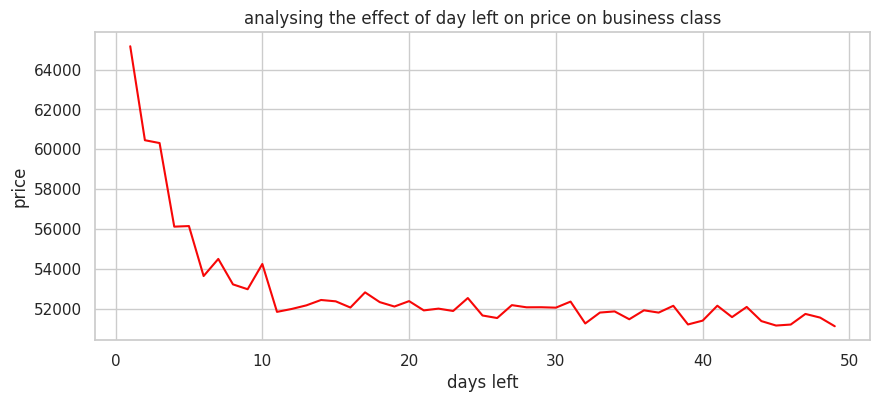 analysing the effect of day left on price on business class
64000
62000
60000
58000
56000
54000
52000
price
0 10 20 30 40 50
days left